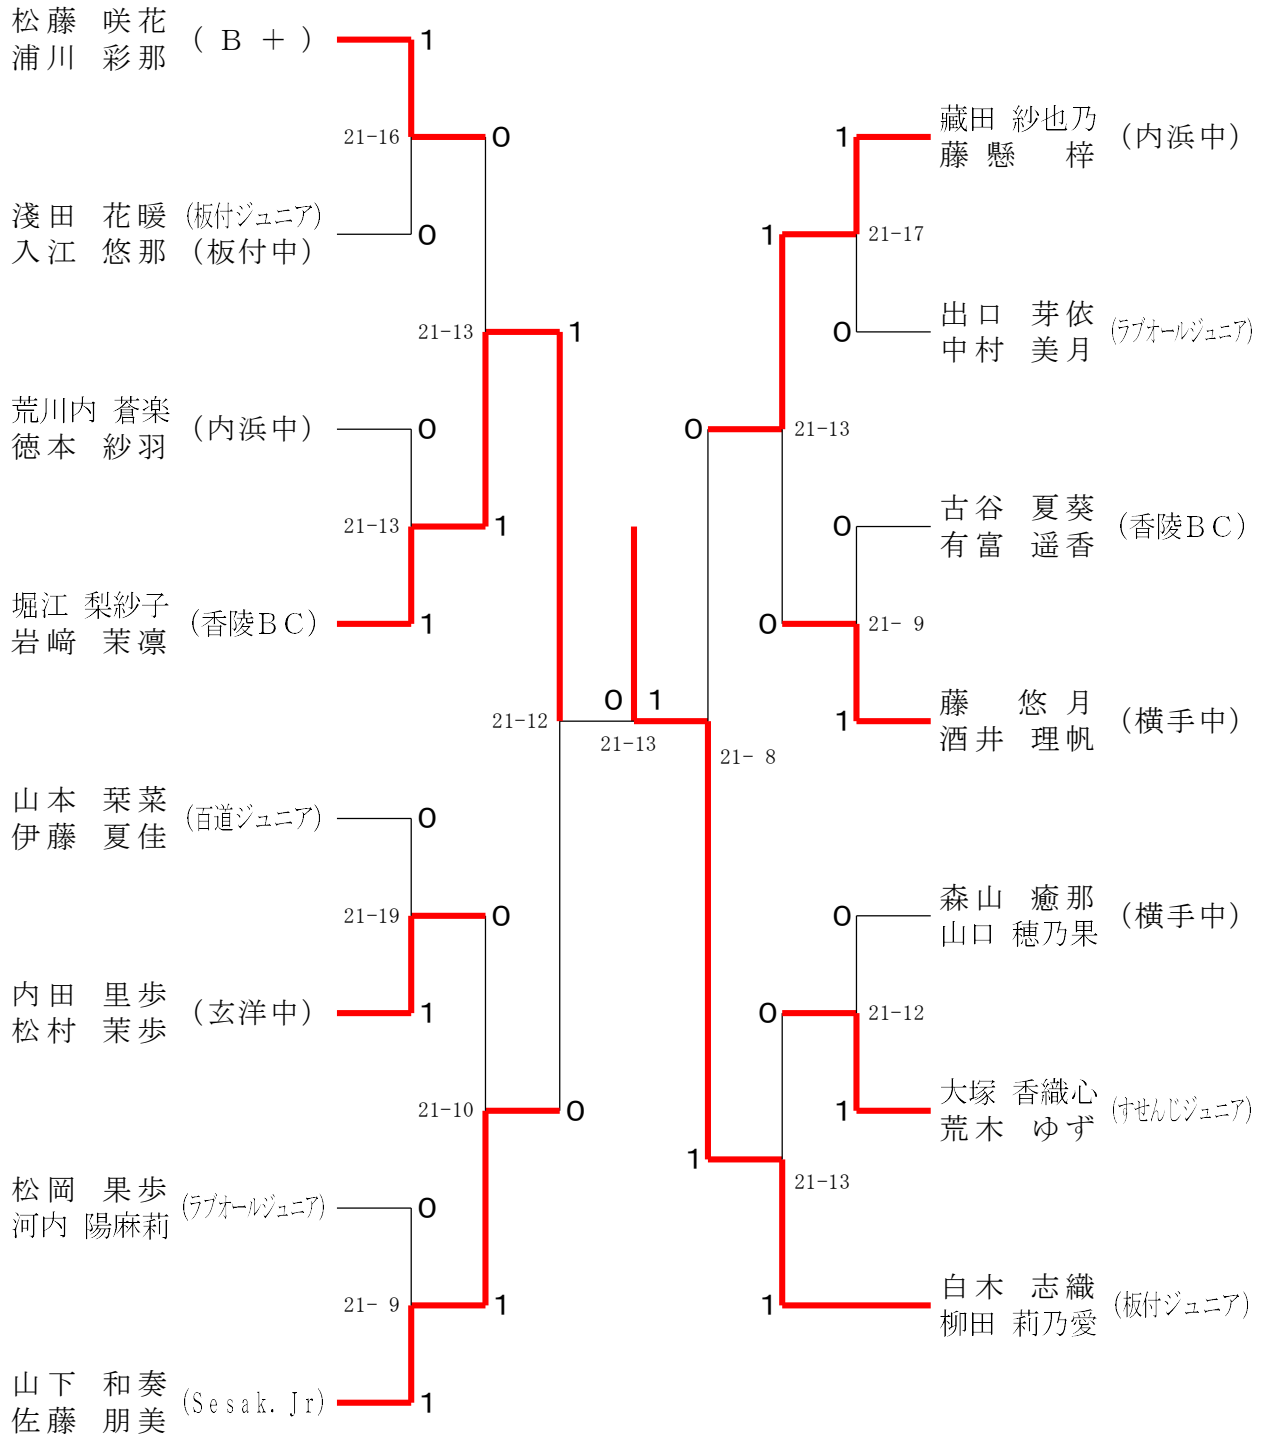 松藤 咲花
浦川 彩那
( B + )
1
21-16
0
淺田 花暖 (板付ジュニア)
入江 悠那 (板付中)
0
21-13
1
荒川内 蒼楽
徳本 紗羽
(内浜中)
0
21-13
1
堀江 梨紗子
岩﨑 茉凛
(香陵BC)
1
21-12
山本 栞菜
伊藤 夏佳
(百道ジュニア)
0
21-19
0
内田 里歩
松村 茉歩
(玄洋中)
1
21-10
0
松岡 果歩
河内 陽麻莉
(ラブオールジュニア)
0
21- 9
1
山下 和奏
佐藤 朋美
(Sesak. Jr)
1
0 1
21-13
藏田 紗也乃
藤懸 梓
(内浜中)
1
1
21-17
出口 芽依
中村 美月
(ラブオールジュニア)
0
0
21-13
古谷 夏葵
有富 遥香
(香陵BC)
0
0
21- 9
藤 悠月
酒井 理帆
(横手中)
1
21- 8
森山 癒那
山口 穂乃果
(横手中)
0
0
21-12
大塚 香織心
荒木 ゆず
(すせんじジュニア)
1
1
21-13
白木 志織
柳田 莉乃愛
(板付ジュニア)
1